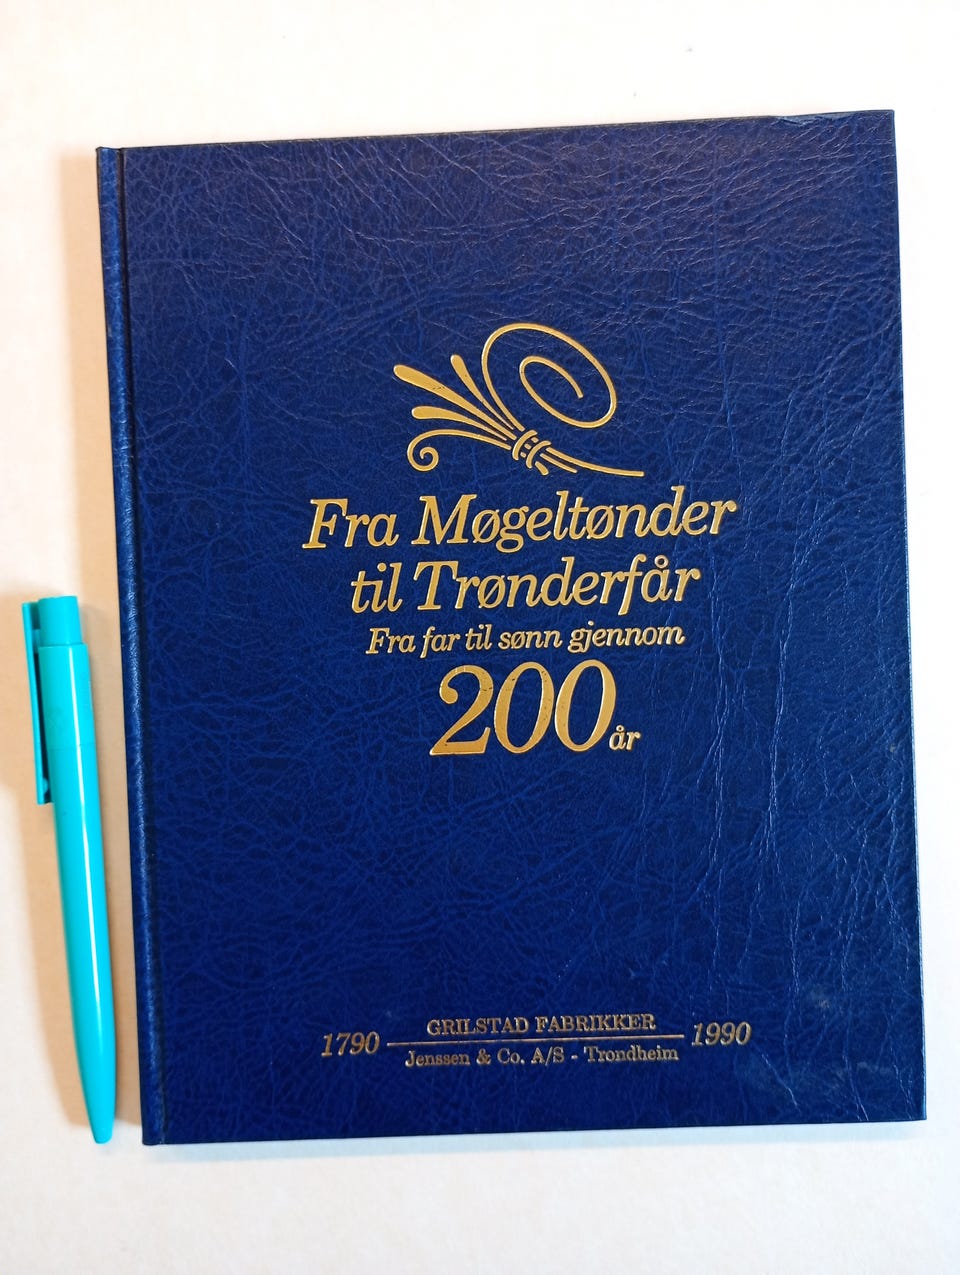 Fra Møgeltønder
til Trønderfår
Fra far til sønn gjennom
200 år
1790 GRILSTAD FABRIKKER 1990
Jenssen & Co. A/S - Trondheim